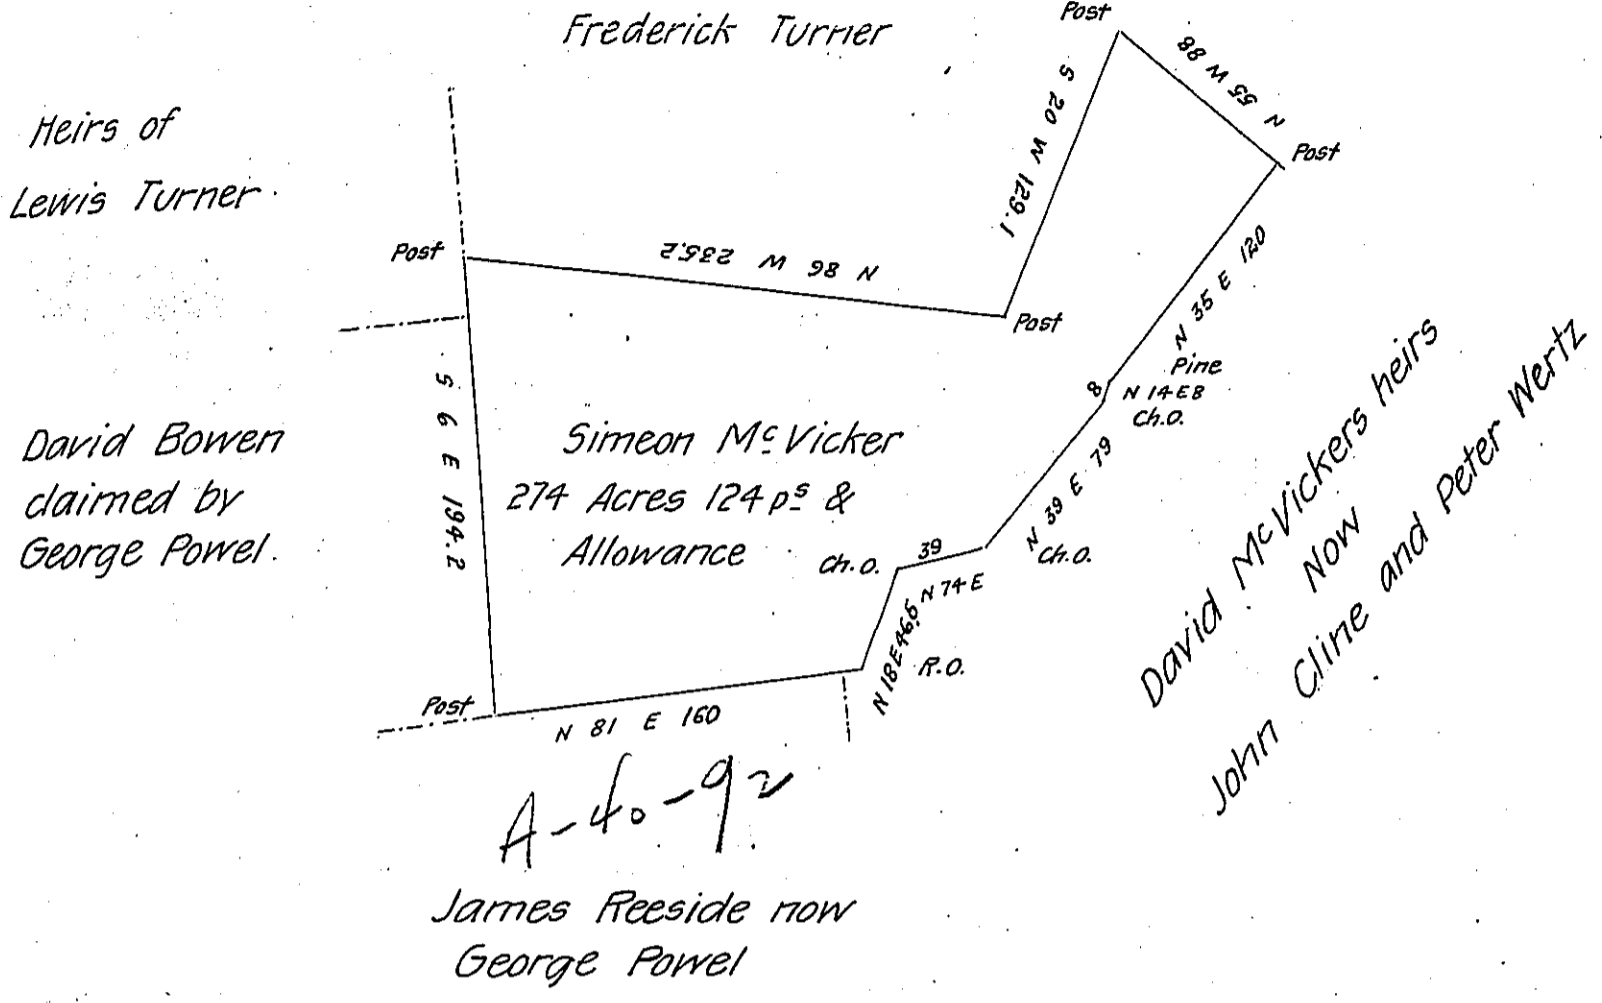 Frederick Turner
Post
N 55 W 88
S 20 W 129.1
Post
Heirs of
Lewis Turner
Post
N 86 W 235.2
Post
N 35 E 120
Pine
8
N 14 E 8
Ch.O.
N 39 E 79
Ch.O.
S 6 E 194.2
David Bowen
claimed by
George Powel.
Simeon Mc Vicker
274 Acres 124 ps &
Allowance
Ch.O.
39
N 74 E
N 18 E 46.5
R.O.
Post
N 81 E 160
David McVickers heirs
Now
John Cline and Peter Wertz
A-40-92
James Reeside now
George Powel